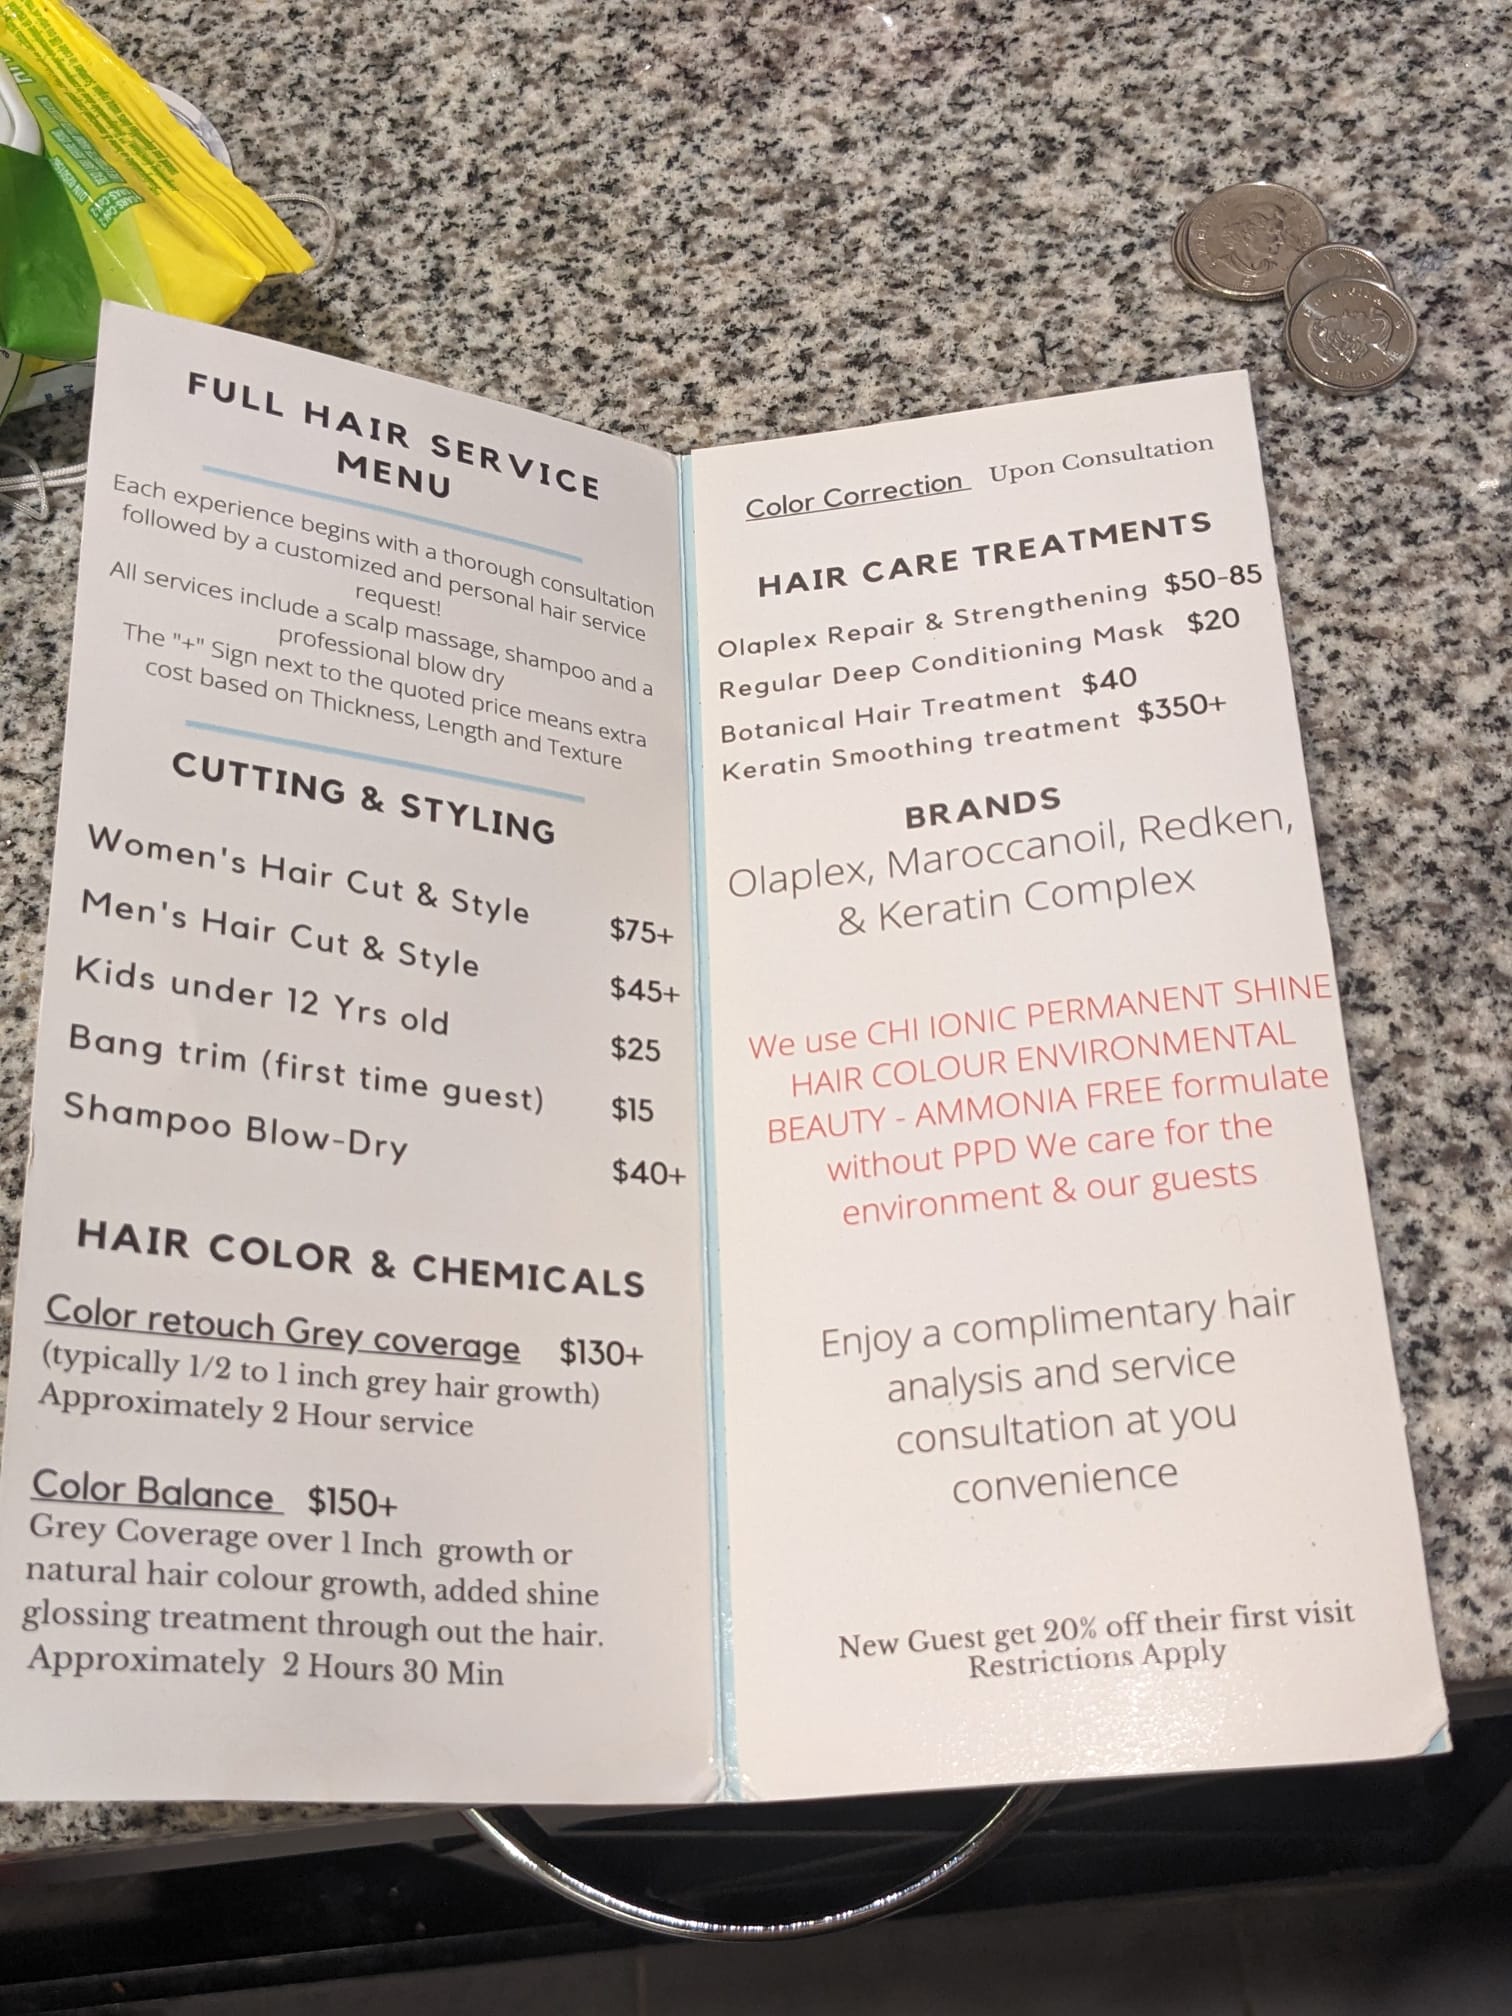 FULL HAIR SERVICE
MENU
Each experience begins with a thorough consultation
followed by a customized and personal hair service
request!
All services include a scalp massage, shampoo and a
professional blow dry
The "+" Sign next to the quoted price means extra
cost based on Thickness, Length and Texture
CUTTING & STYLING
Women's Hair Cut & Style $75+
Men's Hair Cut & Style $45+
Kids under 12 Yrs old $25
Bang trim (first time guest) $15
Shampoo Blow-Dry $40+
HAIR COLOR & CHEMICALS
Color retouch Grey coverage $130+
(typically 1/2 to 1 inch grey hair growth)
Approximately 2 Hour service
Color Balance $150+
Grey Coverage over 1 Inch growth or
natural hair colour growth, added shine
glossing treatment through out the hair.
Approximately 2 Hours 30 Min
Color Correction Upon Consultation
HAIR CARE TREATMENTS
Olaplex Repair & Strengthening $50-85
Regular Deep Conditioning Mask $20
Botanical Hair Treatment $40
Keratin Smoothing treatment $350+
BRANDS
Olaplex, Maroccanoil, Redken,
& Keratin Complex
We use CHI IONIC PERMANENT SHINE
HAIR COLOUR ENVIRONMENTAL
BEAUTY - AMMONIA FREE formulate
without PPD We care for the
environment & our guests
Enjoy a complimentary hair
analysis and service
consultation at you
convenience
New Guest get 20% off their first visit
Restrictions Apply